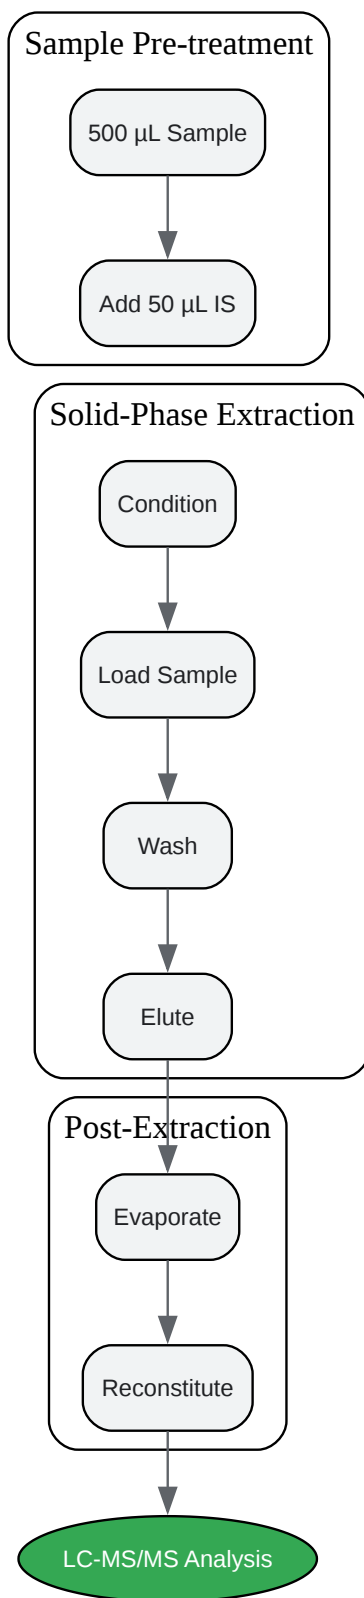 Sample Pre-treatment
500 µL Sample
Add 50 µL IS
Solid-Phase Extraction
Condition
Load Sample
Wash
Elute
Post-Extraction
Evaporate
Reconstitute
LC-MS/MS Analysis